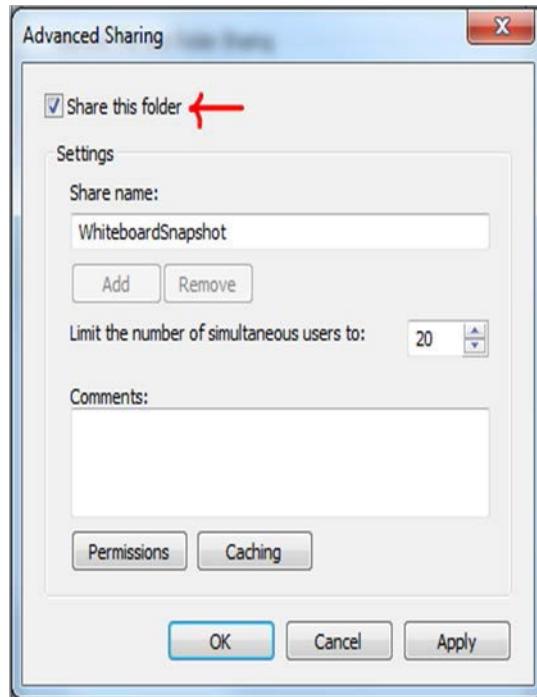 Advanced Sharing
Share this folder
Settings
Share name:
WhiteboardSnapshot
Add Remove
Limit the number of simultaneous users to: 20
Comments:
Permissions Caching
OK Cancel Apply